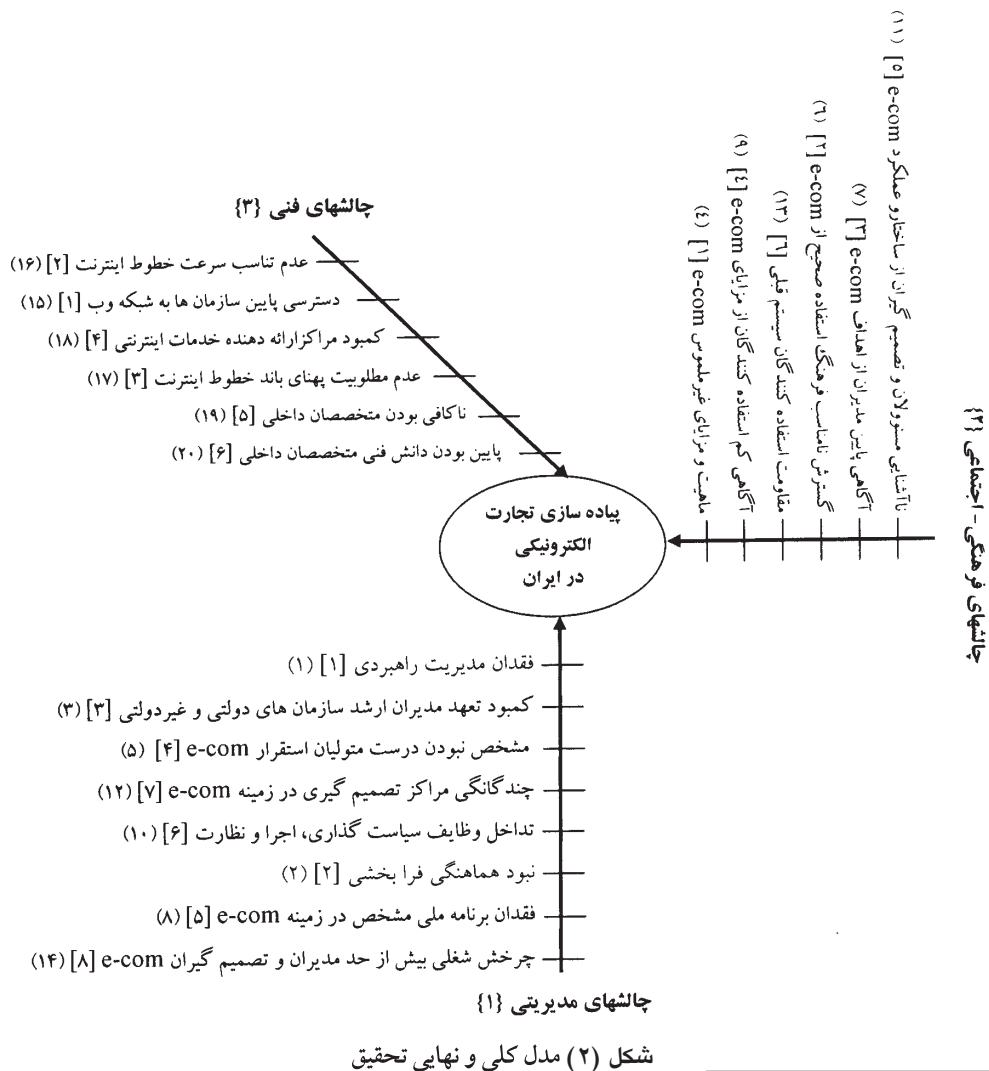 چالشهای فنی {۳}
عدم تناسب سرعت خطوط اینترنت [۲] (۱۶)
دسترسی پایین سازمان ها به شبکه وب [۱] (۱۵)
کمبود مراکزارائه دهنده خدمات اینترنتی [۴] (۱۸)
عدم مطلوبیت پهنای باند خطوط اینترنت [۳] (۱۷)
ناکافی بودن متخصصان داخلی [۵] (۱۹)
پایین بودن دانش فنی متخصصان داخلی [۶] (۲۰)
چالشهای فرهنگی - اجتماعی {۲}
ناآشنایی مسئوولان و تصمیم گیران از ساختارو عملکرد e-com [۵] (۱۱)
آگاهی پایین مدیران از اهداف e-com [۳] (۷)
گسترش نامناسب فرهنگ استفاده صحیح از e-com [۲] (۶)
مقاومت استفاده کنندگان سیستم قبلی [۶] (۱۳)
آگاهی کم استفاده کنندگان از مزایای e-com [۴] (۹)
ماهیت و مزایای غیرملموس e-com [۱] (۴)
پیاده سازی تجارت
الکترونیکی
در ایران
فقدان مدیریت راهبردی [۱] (۱)
کمبود تعهد مدیران ارشد سازمان های دولتی و غیردولتی [۳] (۳)
مشخص نبودن درست متولیان استقرار e-com [۴] (۵)
چندگانگی مراکز تصمیم گیری در زمینه e-com [۷] (۱۲)
تداخل وظایف سیاست گذاری، اجرا و نظارت [۶] (۱۰)
نبود هماهنگی فرا بخشی [۲] (۲)
فقدان برنامه ملی مشخص در زمینه e-com [۵] (۸)
چرخش شغلی بیش از حد مدیران و تصمیم گیران e-com [۸] (۱۴)
چالشهای مدیریتی {۱}
شکل (۲) مدل کلی و نهایی تحقیق